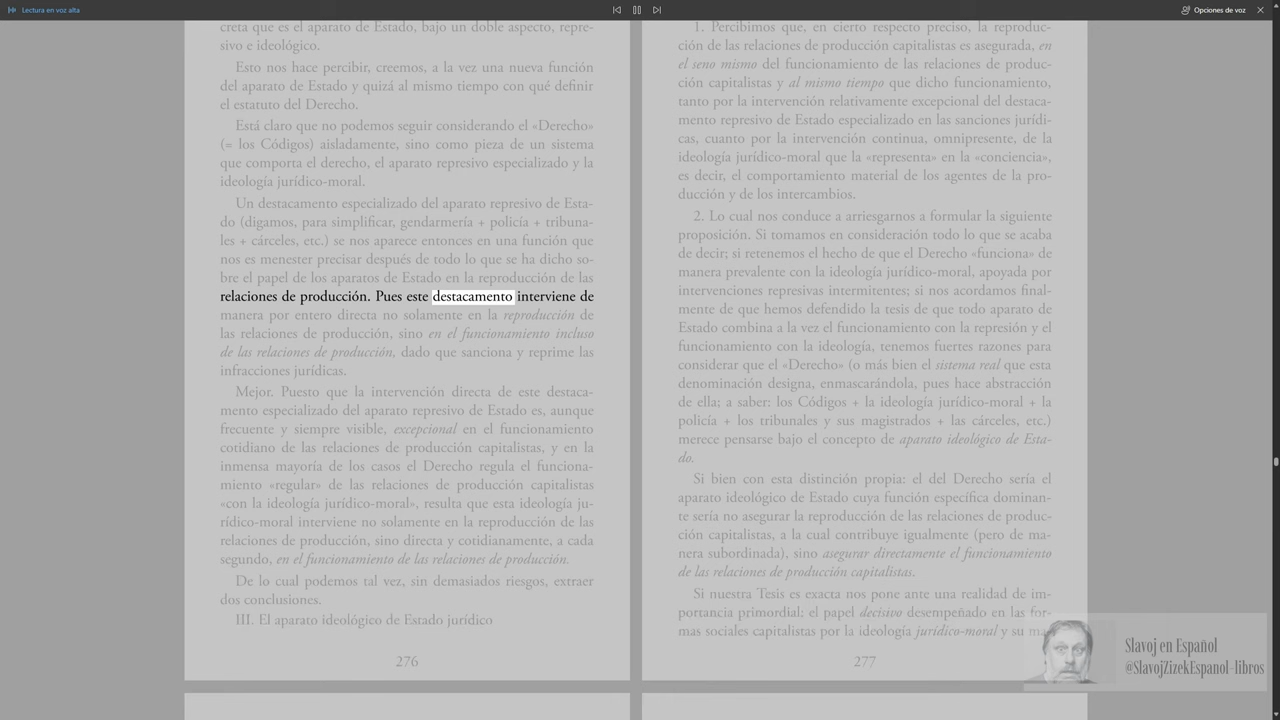 Lectura en voz alta
Opciones de voz
creta que es el aparato de Estado, bajo un doble aspecto, repre-
sivo e ideológico.
Esto nos hace percibir, creemos, a la vez una nueva función
del aparato de Estado y quizá al mismo tiempo con qué definir
el estatuto del Derecho.
Está claro que no podemos seguir considerando el «Derecho»
(= los Códigos) aisladamente, sino como pieza de un sistema
que comporta el derecho, el aparato represivo especializado y la
ideología jurídico-moral.
Un destacamento especializado del aparato represivo de Esta-
do (digamos, para simplificar, gendarmería + policía + tribuna-
les + cárceles, etc.) se nos aparece entonces en una función que
nos es menester precisar después de todo lo que se ha dicho so-
bre el papel de los aparatos de Estado en la reproducción de las
relaciones de producción. Pues este destacamento interviene de
manera por entero directa no solamente en la reproducción de
las relaciones de producción, sino en el funcionamiento incluso
de las relaciones de producción, dado que sanciona y reprime las
infracciones jurídicas.
Mejor. Puesto que la intervención directa de este destaca-
mento especializado del aparato represivo de Estado es, aunque
frecuente y siempre visible, excepcional en el funcionamiento
cotidiano de las relaciones de producción capitalistas, y en la
inmensa mayoría de los casos el Derecho regula el funciona-
miento «regular» de las relaciones de producción capitalistas
«con la ideología jurídico-moral», resulta que esta ideología ju-
rídico-moral interviene no solamente en la reproducción de las
relaciones de producción, sino directa y cotidianamente, a cada
segundo, en el funcionamiento de las relaciones de producción.
De lo cual podemos tal vez, sin demasiados riesgos, extraer
dos conclusiones.
III. El aparato ideológico de Estado jurídico
276
1. Percibimos que, en cierto respecto preciso, la reproduc-
ción de las relaciones de producción capitalistas es asegurada, en
el seno mismo del funcionamiento de las relaciones de produc-
ción capitalistas y al mismo tiempo que dicho funcionamiento,
tanto por la intervención relativamente excepcional del destaca-
mento represivo de Estado especializado en las sanciones jurídi-
cas, cuanto por la intervención continua, omnipresente, de la
ideología jurídico-moral que la «representa» en la «conciencia»,
es decir, el comportamiento material de los agentes de la pro-
ducción y de los intercambios.
2. Lo cual nos conduce a arriesgarnos a formular la siguiente
proposición. Si tomamos en consideración todo lo que se acaba
de decir; si retenemos el hecho de que el Derecho «funciona» de
manera prevalente con la ideología jurídico-moral, apoyada por
intervenciones represivas intermitentes; si nos acordamos final-
mente de que hemos defendido la tesis de que todo aparato de
Estado combina a la vez el funcionamiento con la represión y el
funcionamiento con la ideología, tenemos fuertes razones para
considerar que el «Derecho» (o más bien el sistema real que esta
denominación designa, enmascarándola, pues hace abstracción
de ella; a saber: los Códigos + la ideología jurídico-moral + la
policía + los tribunales y sus magistrados + las cárceles, etc.)
merece pensarse bajo el concepto de aparato ideológico de Esta-
do.
Si bien con esta distinción propia: el del Derecho sería el
aparato ideológico de Estado cuya función específica dominan-
te sería no asegurar la reproducción de las relaciones de produc-
ción capitalistas, a la cual contribuye igualmente (pero de ma-
nera subordinada), sino asegurar directamente el funcionamiento
de las relaciones de producción capitalistas.
Si nuestra Tesis es exacta nos pone ante una realidad de im-
portancia primordial: el papel decisivo desempeñado en las for-
mas sociales capitalistas por la ideología jurídico-moral y su
277
Slavoj en Español
@SlavojZizekEspanol-libros